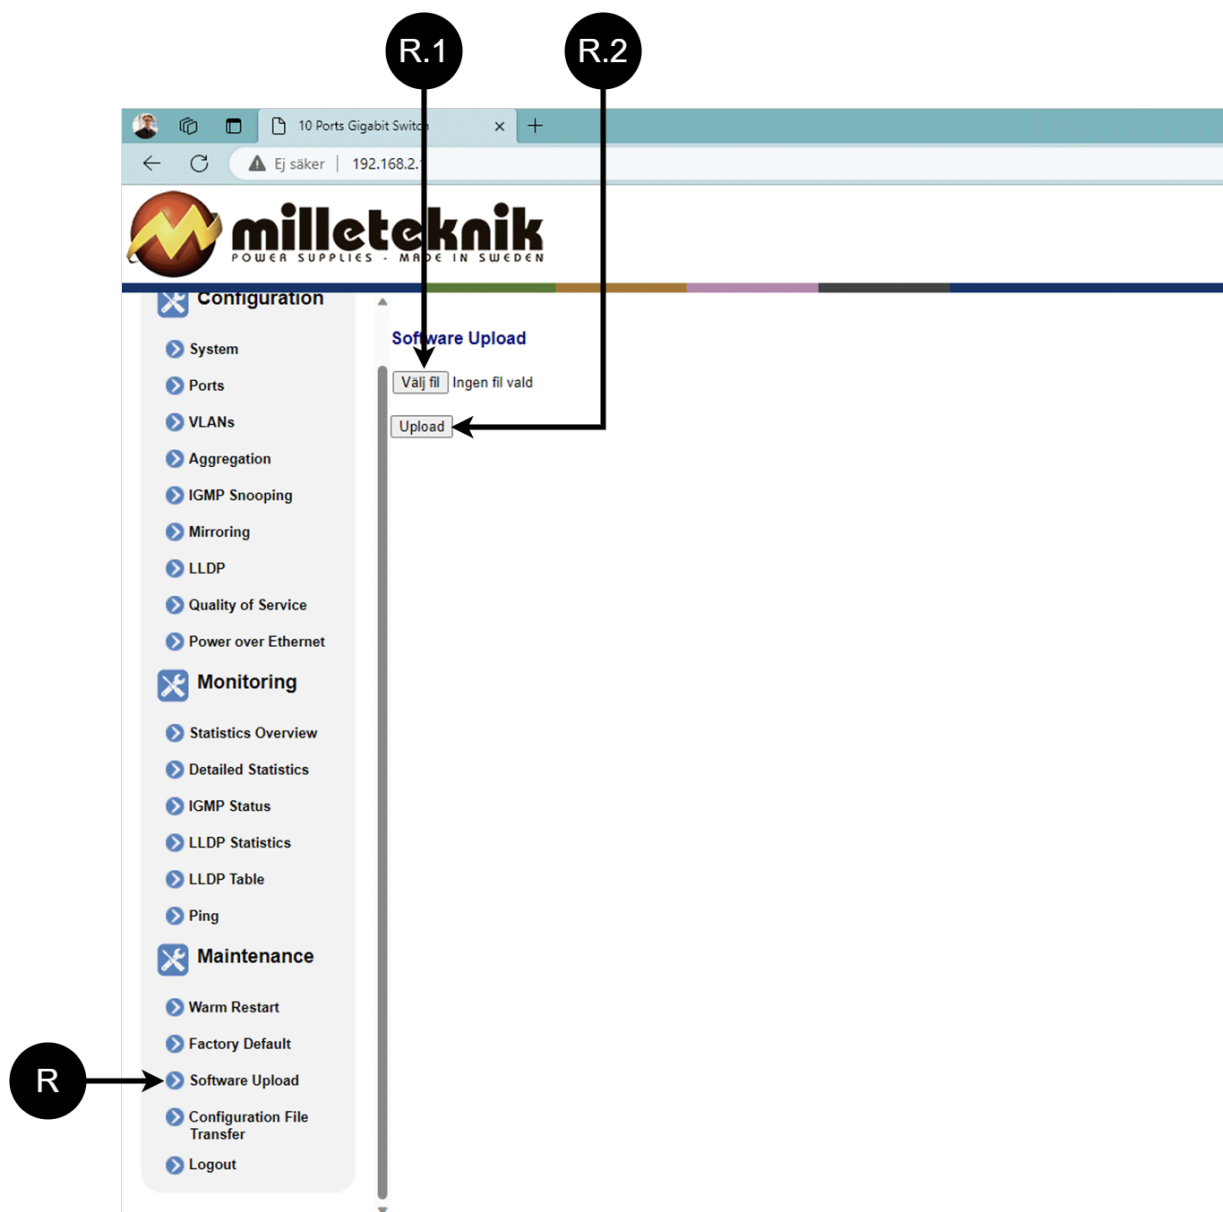 R.1
R.2
10 Ports Gigabit Switch
Ej säker | 192.168.2.
milleteknik
POWER SUPPLIES - MADE IN SWEDEN
Configuration
System
Ports
VLANs
Aggregation
IGMP Snooping
Mirroring
LLDP
Quality of Service
Power over Ethernet
Monitoring
Statistics Overview
Detailed Statistics
IGMP Status
LLDP Statistics
LLDP Table
Ping
Maintenance
Warm Restart
Factory Default
Software Upload
Configuration File
Transfer
Logout
R
Software Upload
Välj fil Ingen fil vald
Upload